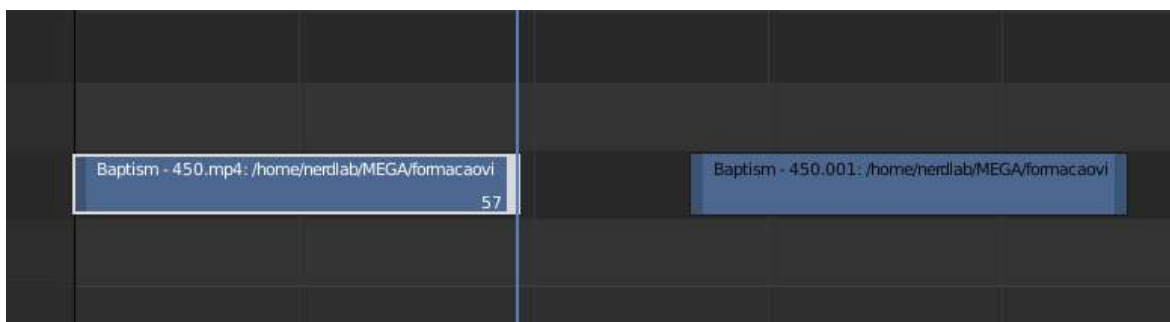 Baptism - 450.mp4: /home/nerdlab/MEGA/formacaovi
57
Baptism - 450.001: /home/nerdlab/MEGA/formacaovi